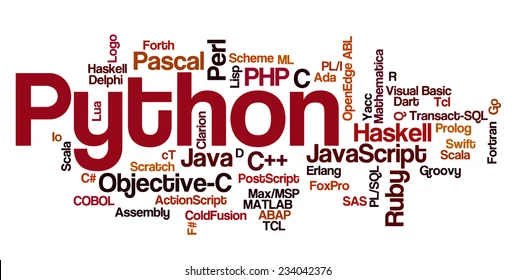 Logo
Forth
Pascal
Perl
Scheme
ML
PL/I
OpenEdge ABL
Mathematica
R
Haskell
Delphi
Lisp
PHP
C
Ada
Yacc
Visual Basic
Dart
Tcl
Go
Python
Lua
Clarion
Transact-SQL
Haskell
Prolog
Fortran
Io
Scala
cT
Java
D
C++
JavaScript
Swift
Scala
Scratch
C#
Objective-C
PostScript
Erlang
FoxPro
PL/SQL
Ruby
Groovy
COBOL
ActionScript
Max/MSP
MATLAB
SAS
Assembly
F#
ColdFusion
ABAP
TCL
shutterstock.com · 234042376